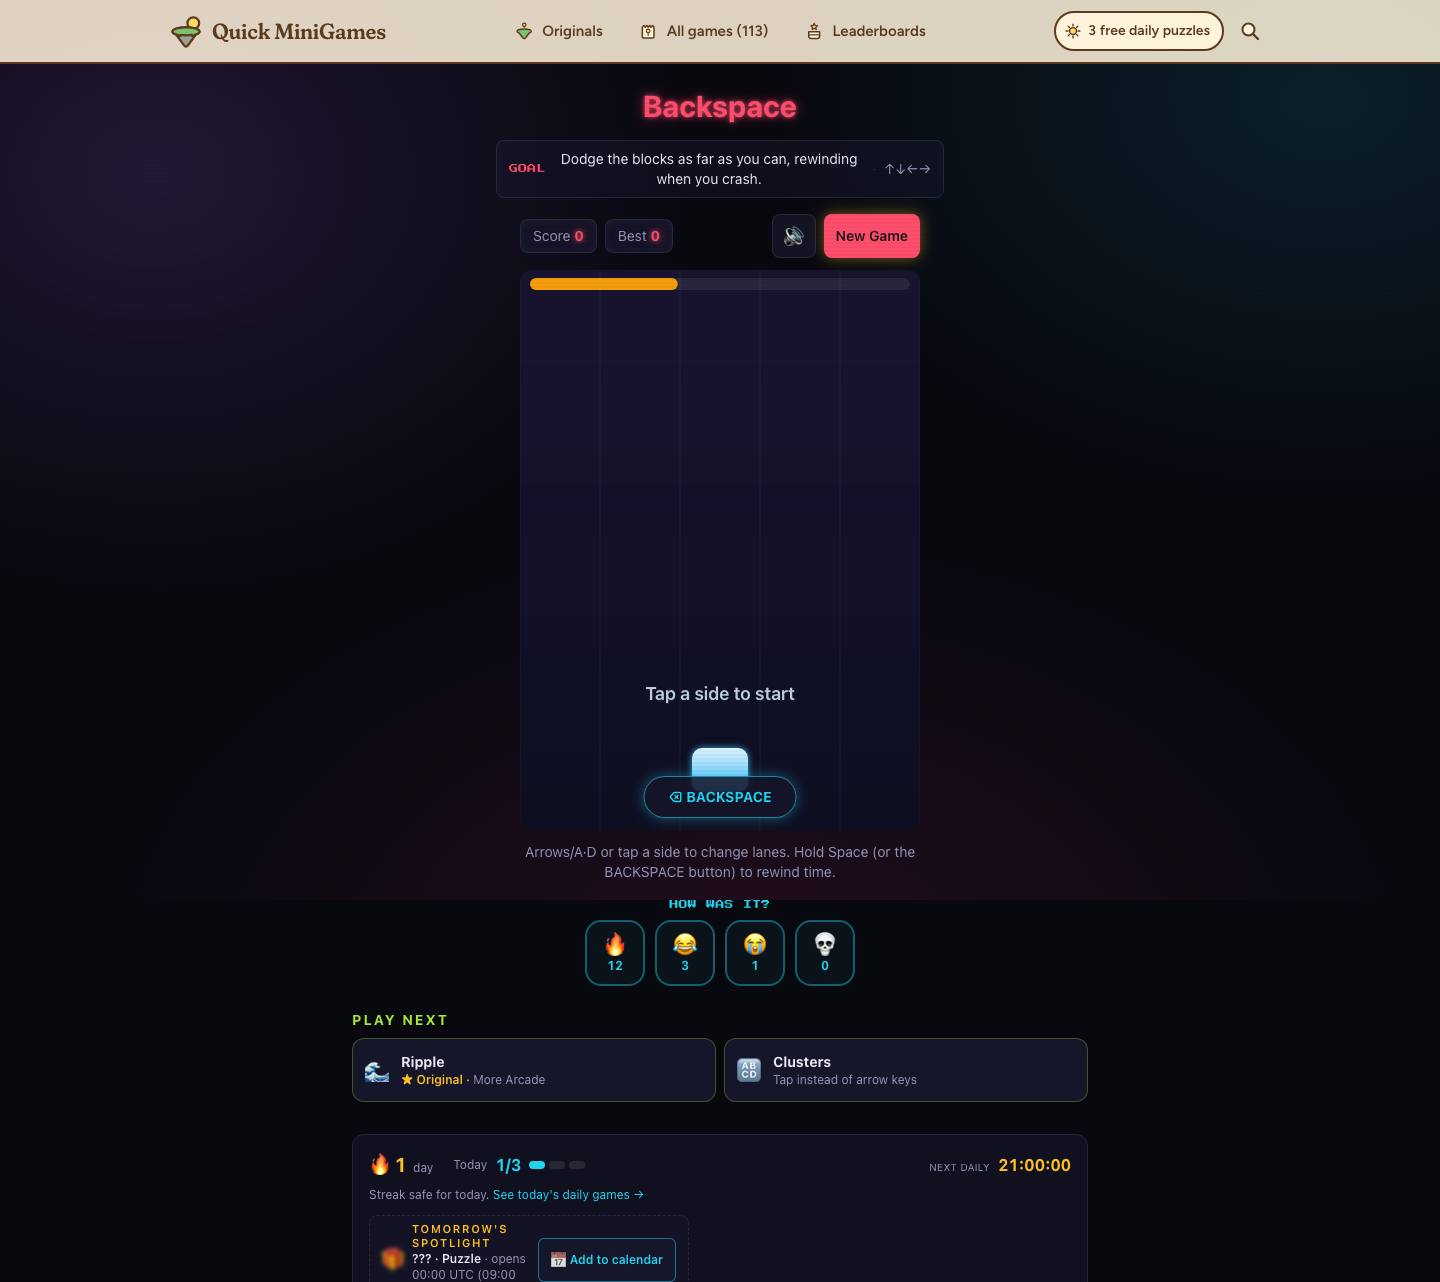 Quick MiniGames
Originals
All games (113)
Leaderboards
3 free daily puzzles
Backspace
GOAL
Dodge the blocks as far as you can, rewinding
when you crash.
· ↑↓←→
Score 0
Best 0
New Game
Tap a side to start
BACKSPACE
Arrows/A·D or tap a side to change lanes. Hold Space (or the
BACKSPACE button) to rewind time.
HOW WAS IT?
12
3
1
0
PLAY NEXT
Ripple
★ Original · More Arcade
ABCD
Clusters
Tap instead of arrow keys
1 day
Today 1/3
NEXT DAILY 21:00:00
Streak safe for today. See today's daily games →
TOMORROW'S
SPOTLIGHT
??? · Puzzle · opens
00:00 UTC (09:00
Add to calendar